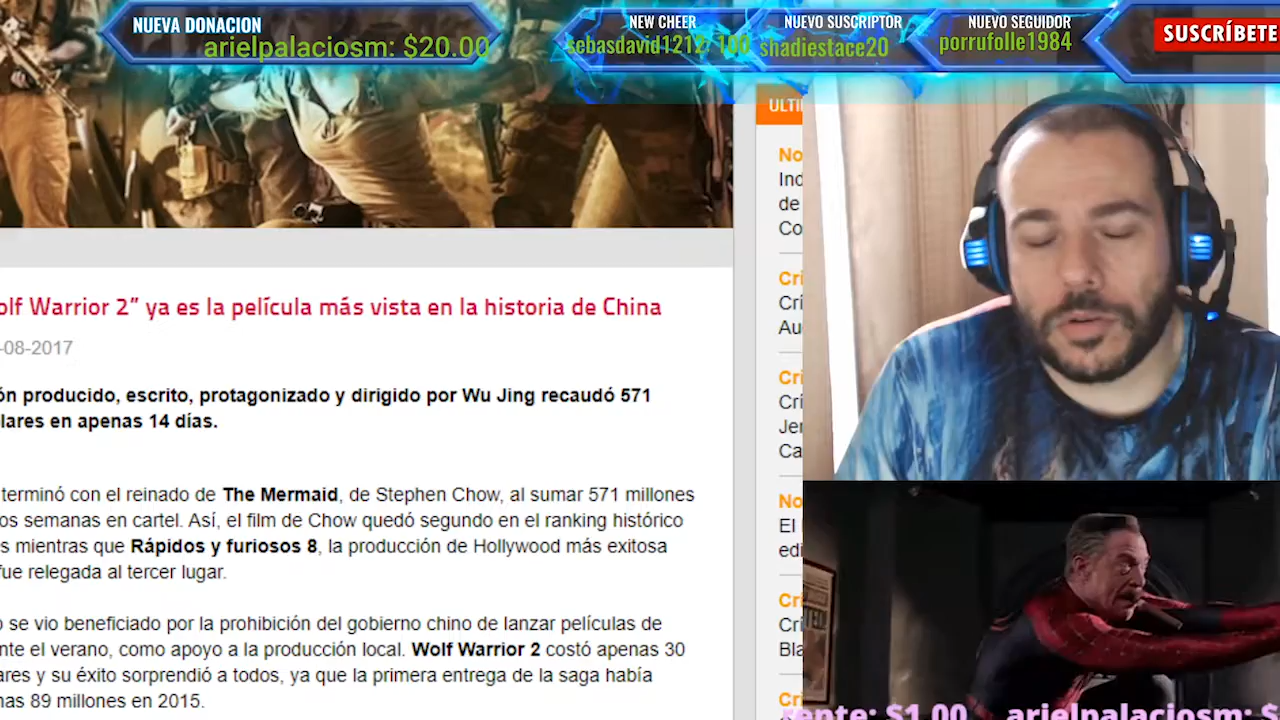 NUEVA DONACION
arielpalaciosm: $20.00
NEW CHEER
sebasdavid1212 100
NUEVO SUSCRIPTOR
shadiestace20
NUEVO SEGUIDOR
porrufolle1984
SUSCRÍBETE
olf Warrior 2” ya es la película más vista en la historia de China
-08-2017
ón producido, escrito, protagonizado y dirigido por Wu Jing recaudó 571
lares en apenas 14 días.
terminó con el reinado de The Mermaid, de Stephen Chow, al sumar 571 millones
os semanas en cartel. Así, el film de Chow quedó segundo en el ranking histórico
s mientras que Rápidos y furiosos 8, la producción de Hollywood más exitosa
fue relegada al tercer lugar.
o se vio beneficiado por la prohibición del gobierno chino de lanzar películas de
nte el verano, como apoyo a la producción local. Wolf Warrior 2 costó apenas 30
ares y su éxito sorprendió a todos, ya que la primera entrega de la saga había
nas 89 millones en 2015.
ULTI
No
Ind
de
Co
Cri
Crí
Au
Cri
Crí
Jer
Ca
No
El
edi
Cri
Crí
Bla
Cri
rente: $1.00 arielpalaciosm: $